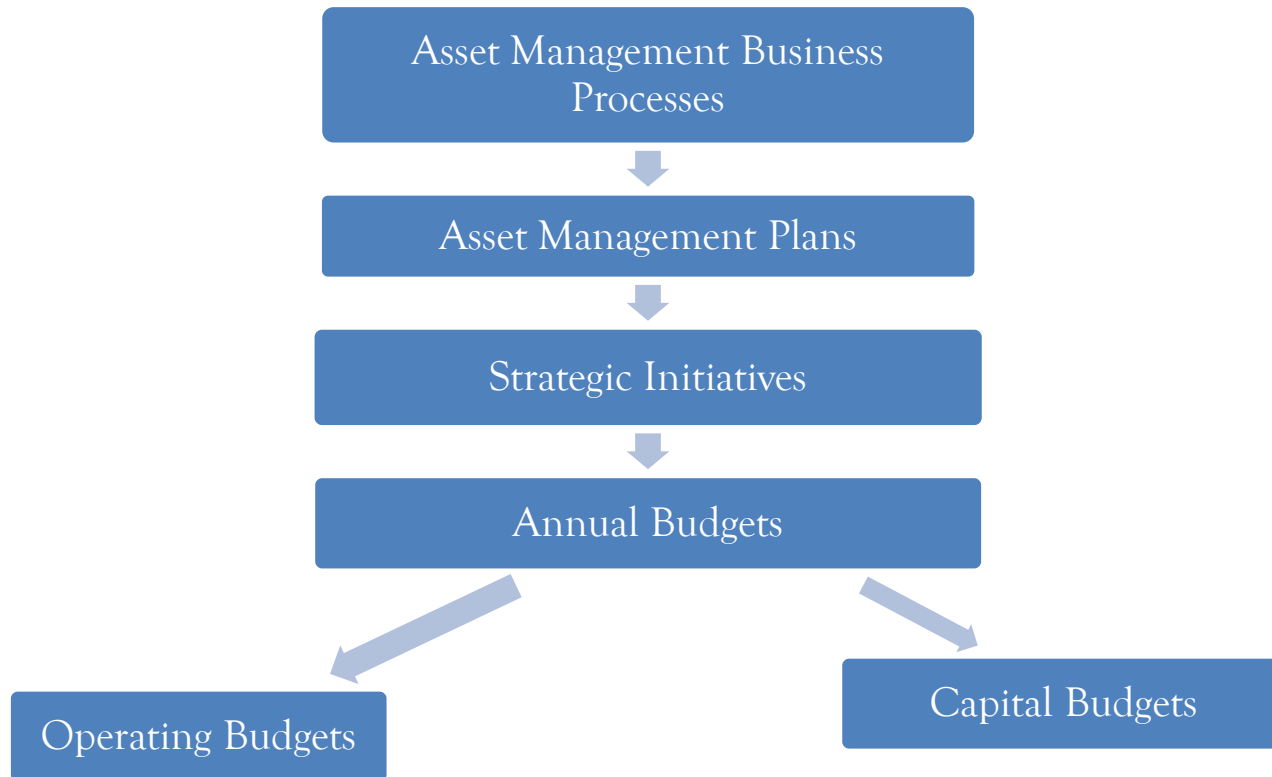 Asset Management Business
Processes
Asset Management Plans
Strategic Initiatives
Annual Budgets
Operating Budgets
Capital Budgets